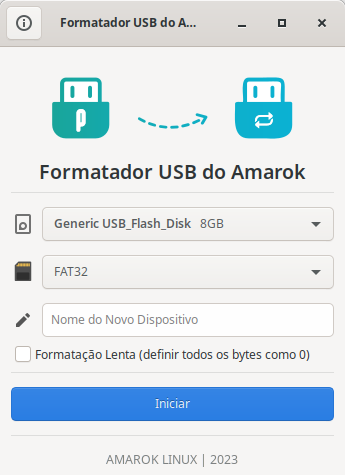 Formatador USB do A...
Formatador USB do Amarok
Generic USB_Flash_Disk 8GB
FAT32
Nome do Novo Dispositivo
Formatação Lenta (definir todos os bytes como 0)
Iniciar
AMAROK LINUX | 2023